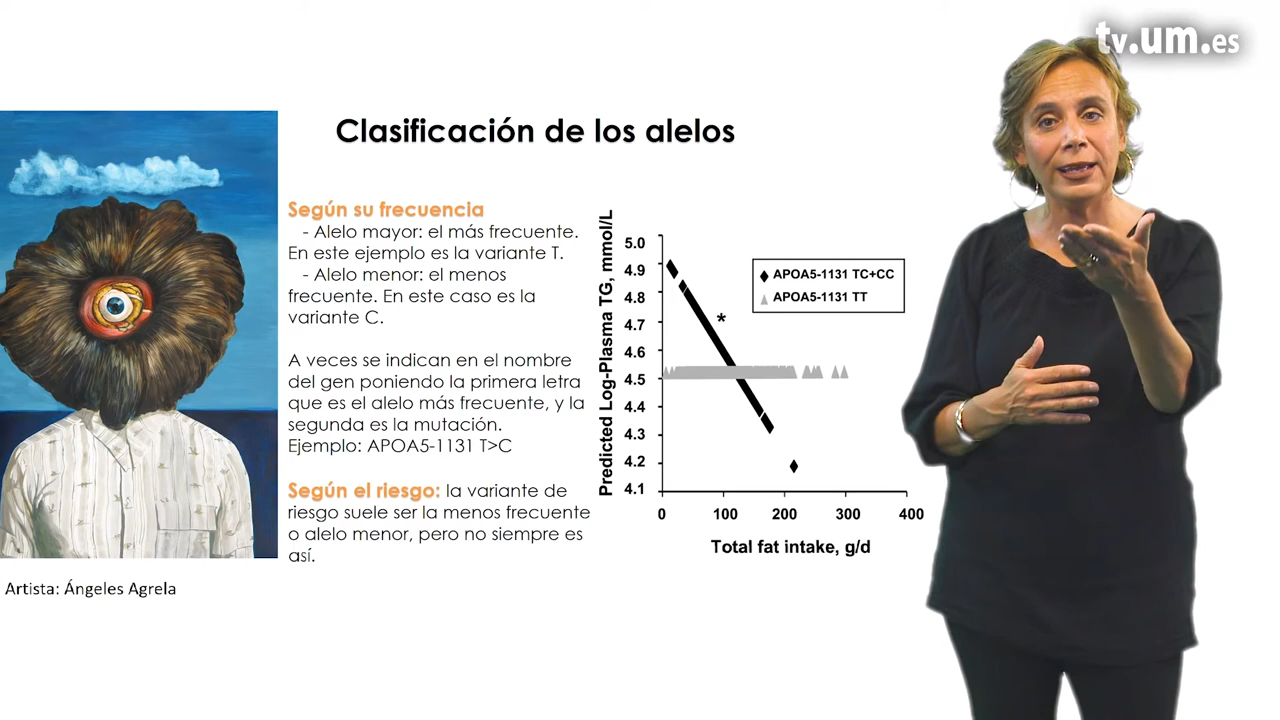 tv.um.es
Clasificación de los alelos
Según su frecuencia
- Alelo mayor: el más frecuente.
En este ejemplo es la variante T.
- Alelo menor: el menos
frecuente. En este caso es la
variante C.
A veces se indican en el nombre
del gen poniendo la primera letra
que es el alelo más frecuente, y la
segunda es la mutación.
Ejemplo: APOA5-1131 T>C
Según el riesgo: la variante de
riesgo suele ser la menos frecuente
o alelo menor, pero no siempre es
así.
Artista: Ángeles Agrela
Predicted Log-Plasma TG, mmol/L
5.0
4.9
4.8
4.7
4.6
4.5
4.4
4.3
4.2
4.1
*
APOA5-1131 TC+CC
APOA5-1131 TT
0 100 200 300 400
Total fat intake, g/d